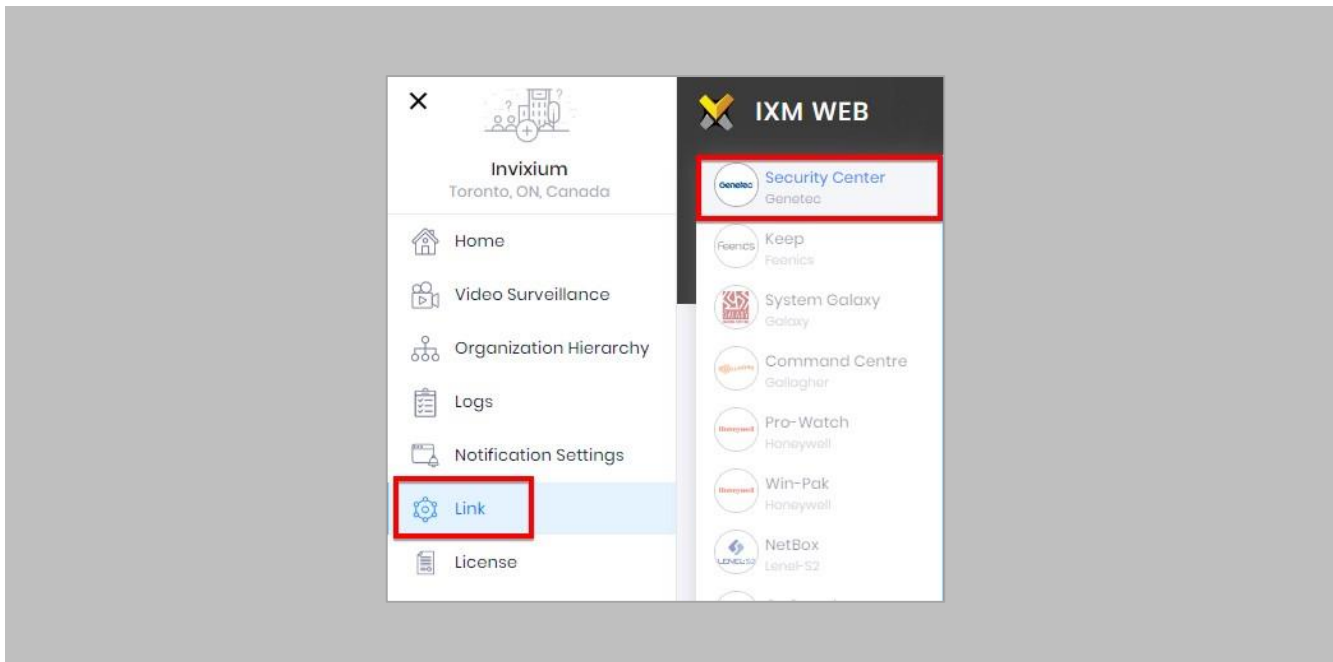 Invixium
Toronto, ON, Canada
Home
Video Surveillance
Organization Hierarchy
Logs
Notification Settings
Link
License
IXM WEB
Genetec
Security Center
Genetec
Feenics
Keep
Feenics
System Galaxy
Galaxy
Command Centre
Gallagher
Honeywell
Pro-Watch
Honeywell
Honeywell
Win-Pak
Honeywell
LENEL·S2
NetBox
Lenel-S2